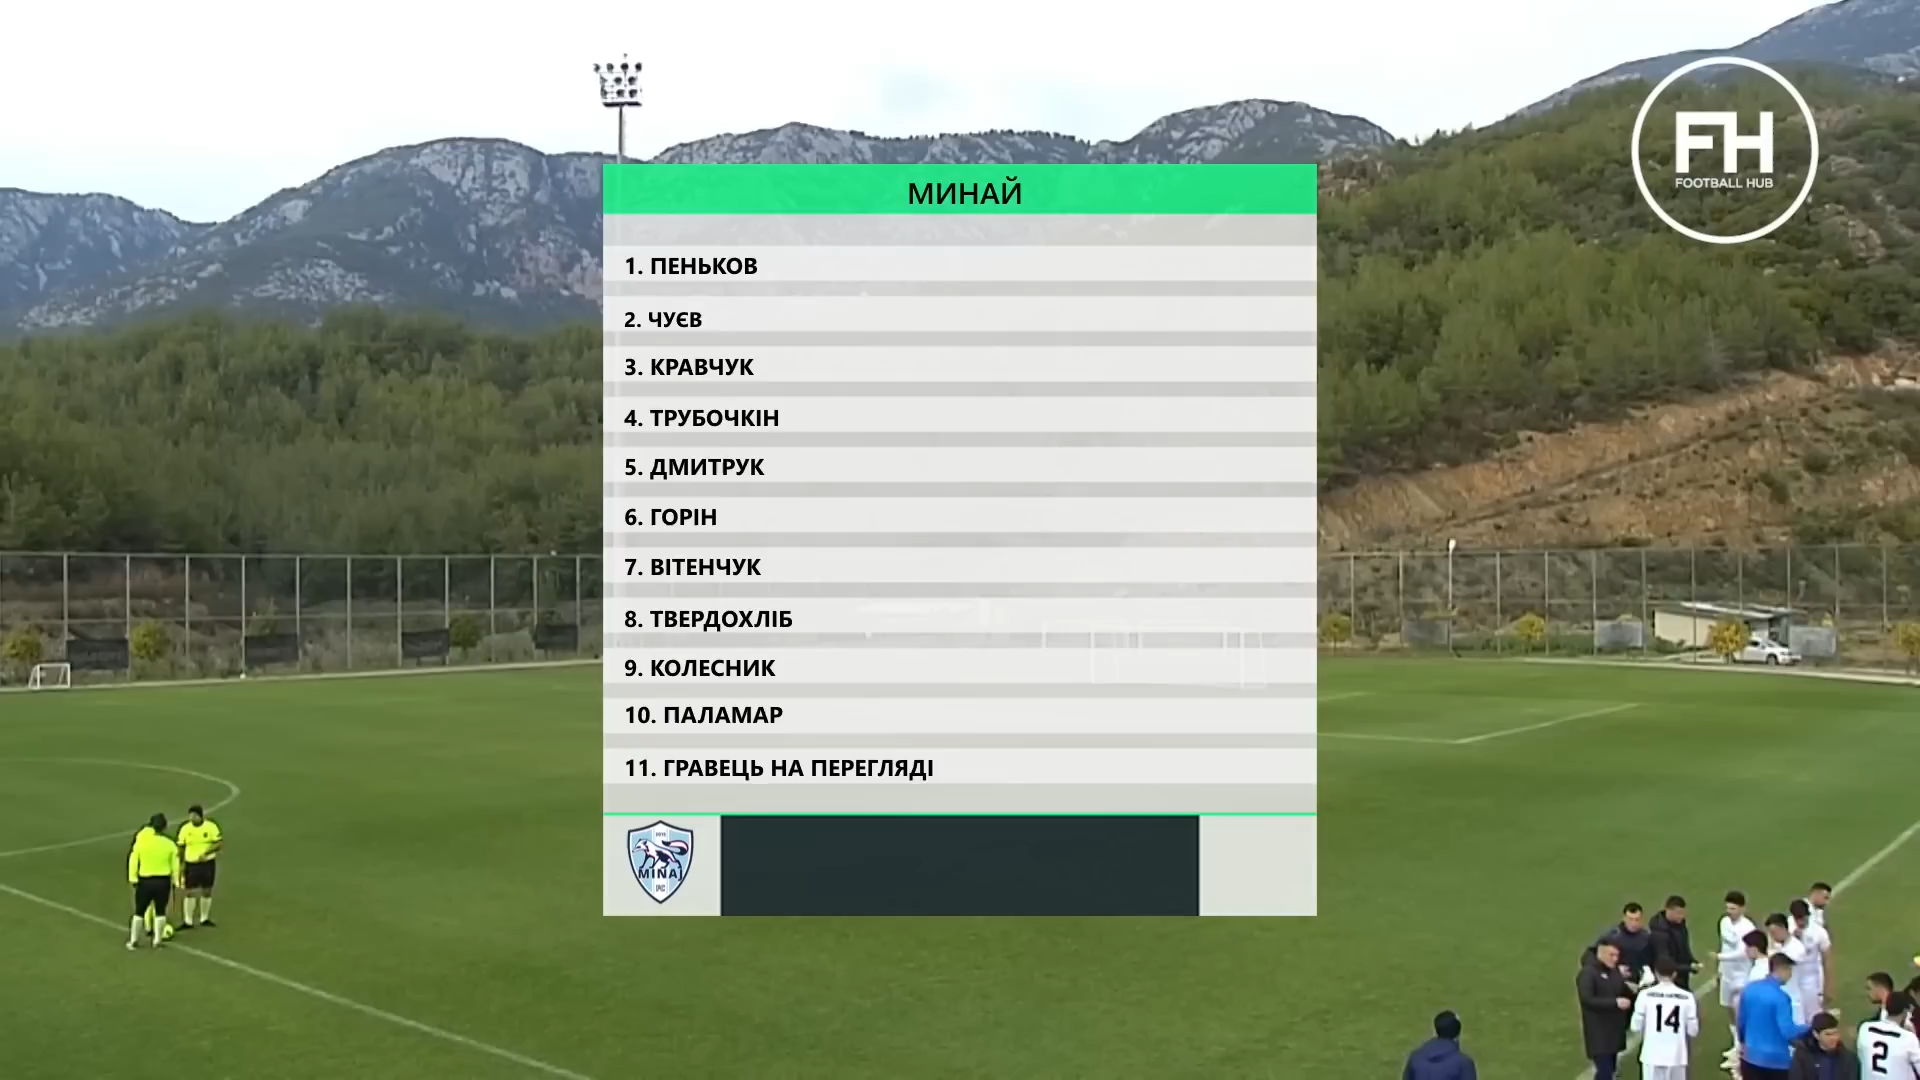 FH
FOOTBALL HUB
МИНАЙ
1. ПЕНЬКОВ
2. ЧУЄВ
3. КРАВЧУК
4. ТРУБОЧКІН
5. ДМИТРУК
6. ГОРІН
7. ВІТЕНЧУК
8. ТВЕРДОХЛІБ
9. КОЛЕСНИК
10. ПАЛАМАР
11. ГРАВЕЦЬ НА ПЕРЕГЛЯДІ
MINAJ
FC
14
2